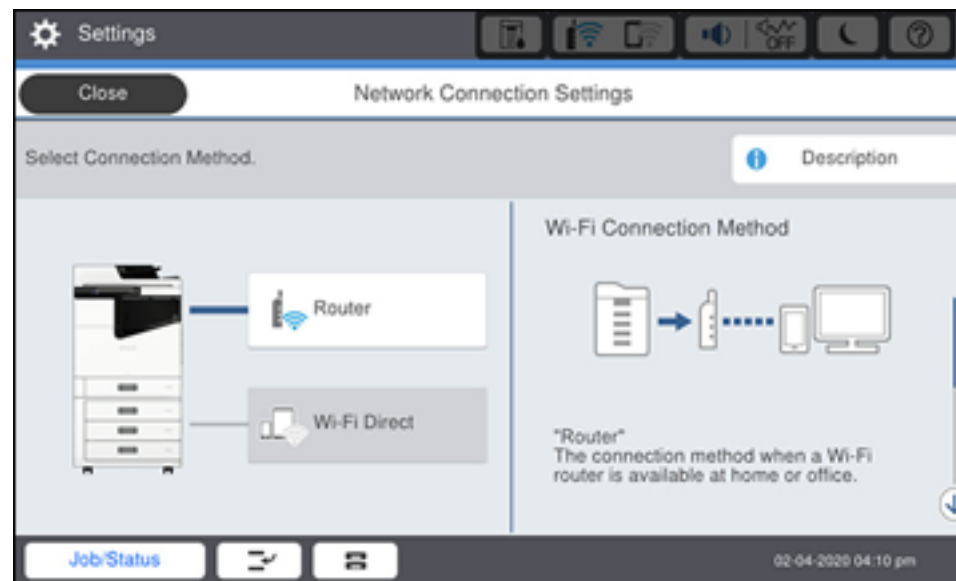 Settings
OFF
Close
Network Connection Settings
Select Connection Method.
Description
Router
Wi-Fi Direct
Wi-Fi Connection Method
"Router"
The connection method when a Wi-Fi
router is available at home or office.
Job/Status
02-04-2020 04:10 pm